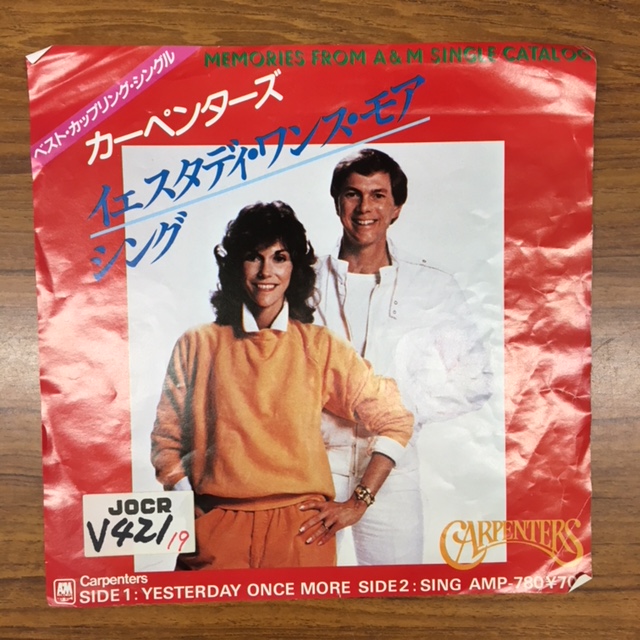 MEMORIES FROM A&M SINGLE CATALOG
ベスト・カップリング・シングル
カーペンターズ
イェスタデイ・ワンス・モア
シング
JOCR
V421
19
CARPENTERS
A&M
Carpenters
SIDE 1: YESTERDAY ONCE MORE SIDE 2: SING AMP-780 ¥70